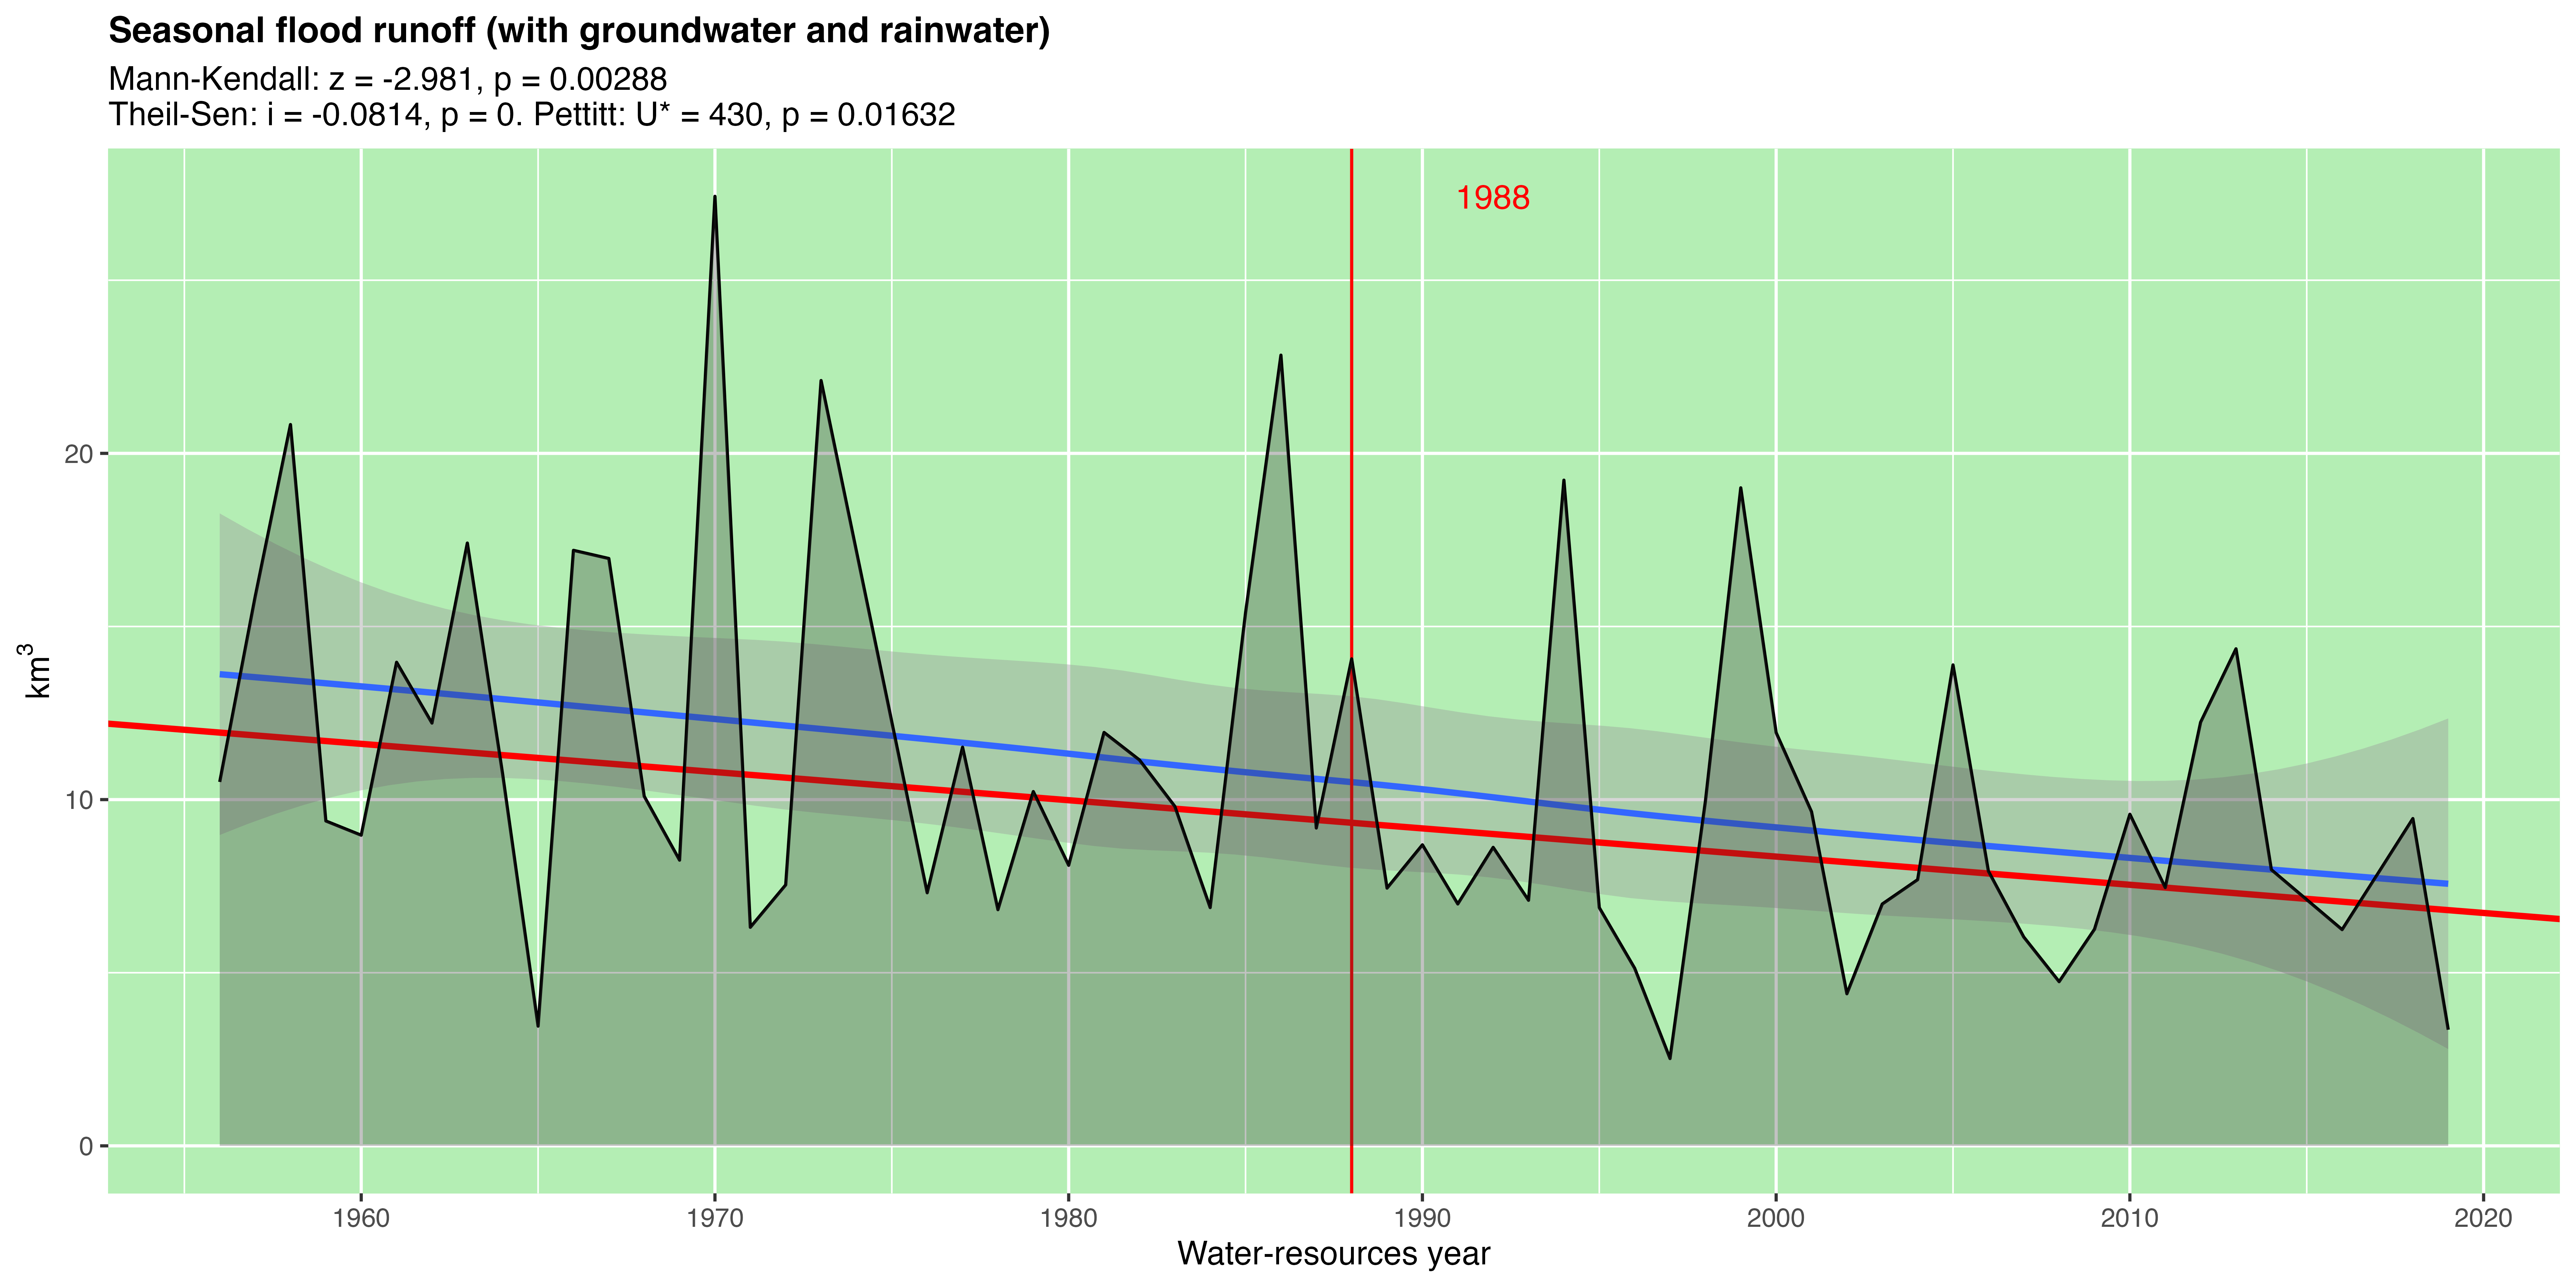 Seasonal flood runoff (with groundwater and rainwater)
Mann-Kendall: z = -2.981, p = 0.00288
Theil-Sen: i = -0.0814, p = 0. Pettitt: U* = 430, p = 0.01632
1988
20
10
0
km³
1960 1970 1980 1990 2000 2010 2020
Water-resources year